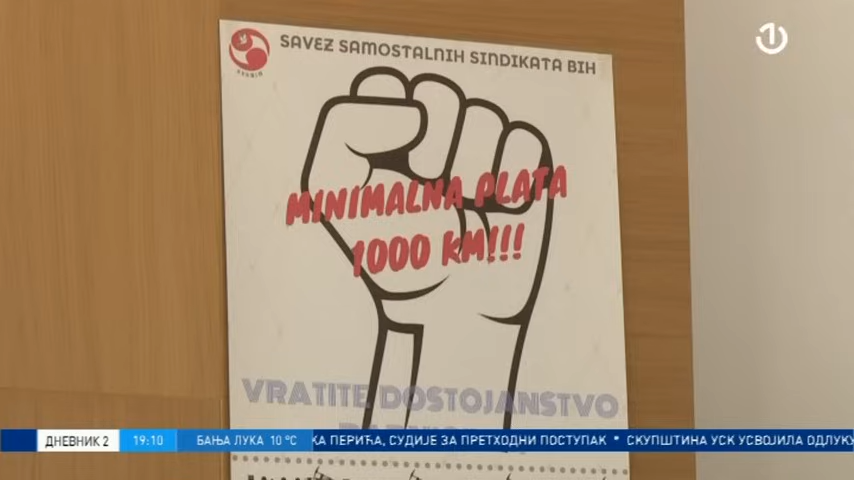 SAVEZ SAMOSTALNIH SINDIKATA BIH
MINIMALNA PLATA
1000 KM!!!
VRATITE DOSTOJANSTVO
ДНЕВНИК 2 19:10 БАЊА ЛУКА 10 °C КА ПЕРИЋА, СУДИЈЕ ЗА ПРЕТХОДНИ ПОСТУПАК * СКУПШТИНА УСК УСВОЈИЛА ОДЛУКУ